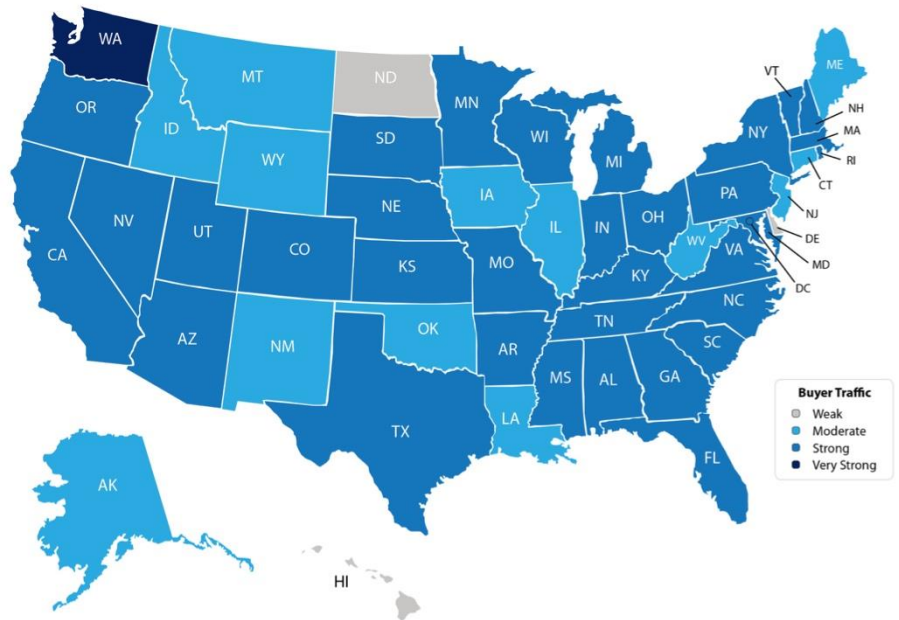 WA
MT
ND
MN
ME
VT
OR
ID
SD
WI
MI
NY
NH
MA
WY
RI
IA
NE
PA
CT
NJ
NV
UT
IL
IN
OH
DE
CA
CO
WV
VA
MD
KS
MO
KY
DC
NC
TN
AZ
NM
OK
AR
SC
MS
AL
GA
TX
LA
FL
Buyer Traffic
Weak
Moderate
Strong
Very Strong
AK
HI